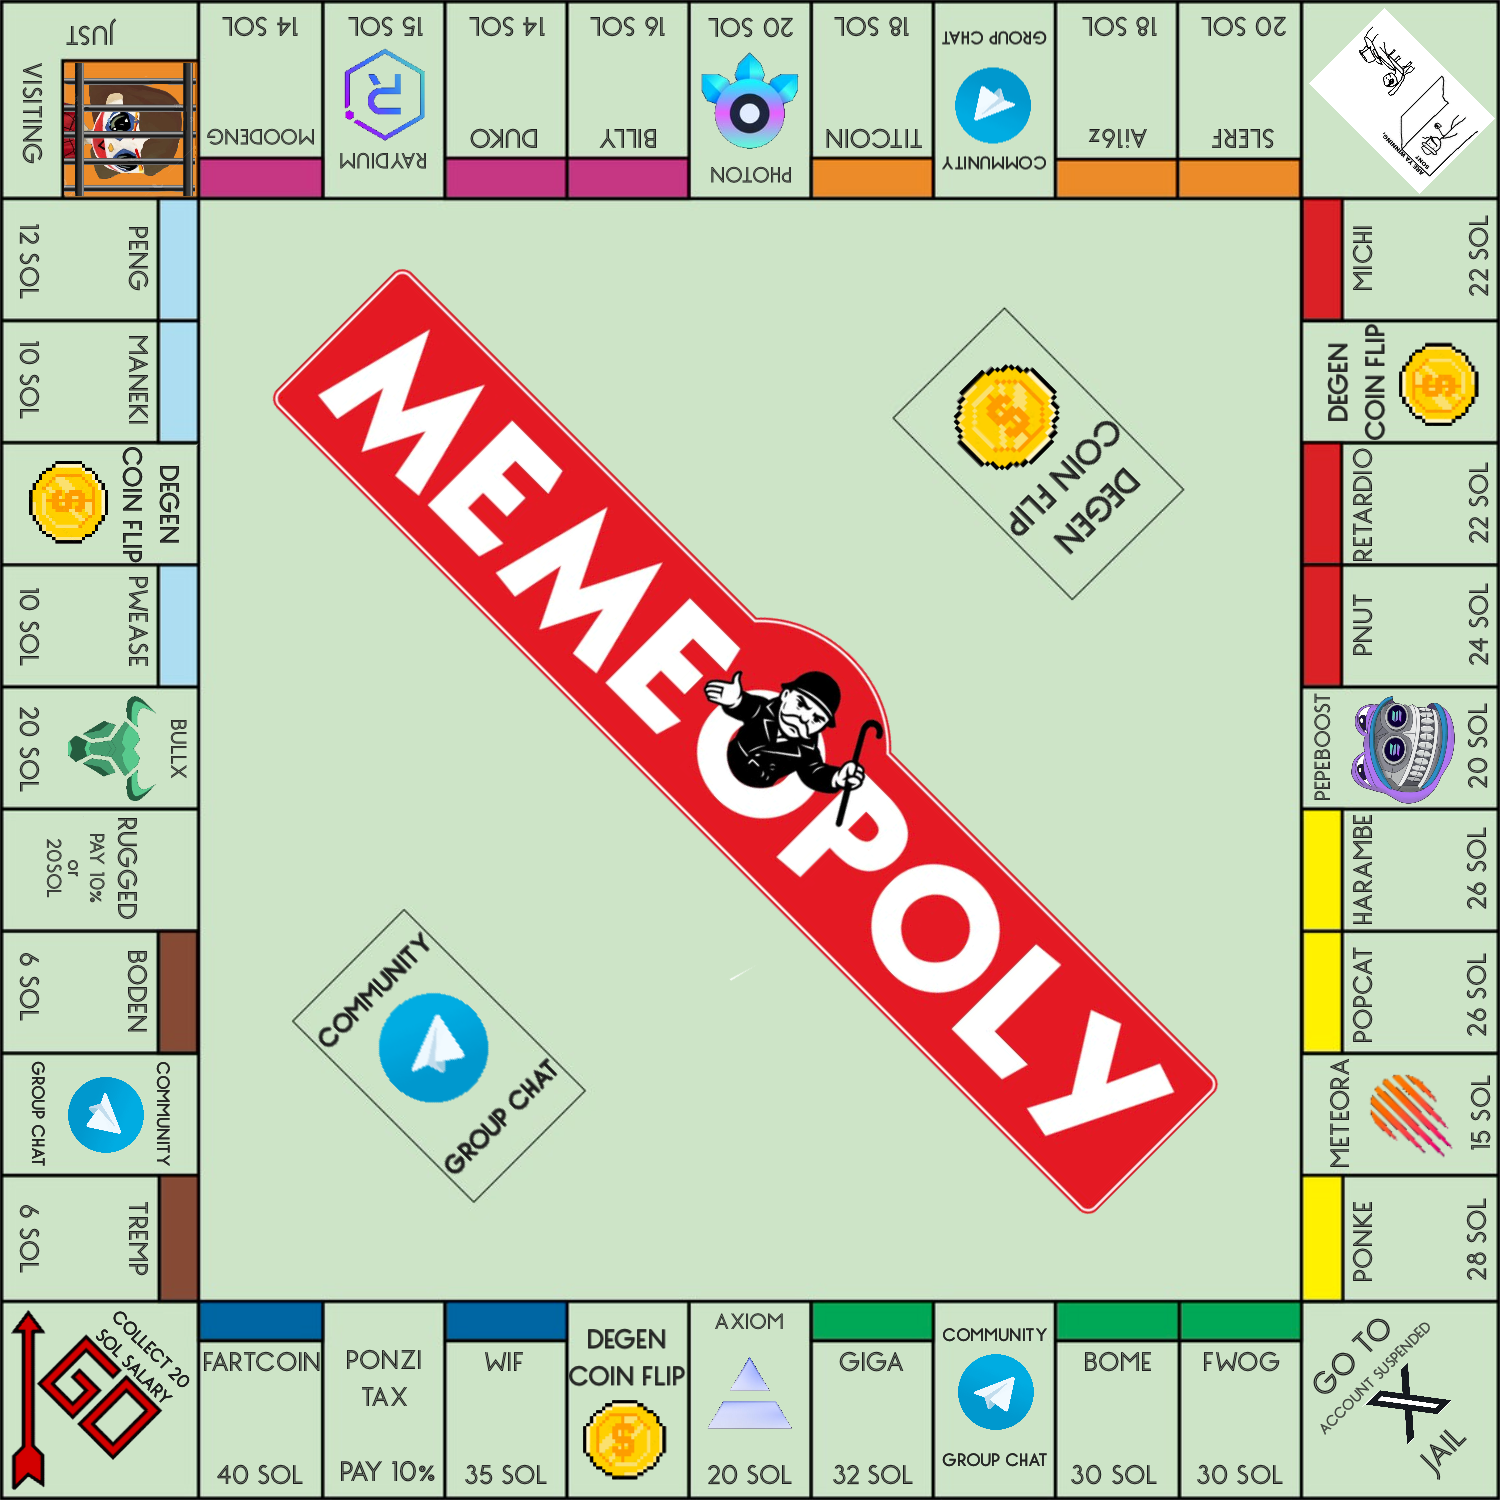 JUST
VISITING
14 SOL
MOODENG
15 SOL
RAYDIUM
14 SOL
DUKO
16 SOL
BILLY
20 SOL
PHOTON
18 SOL
TITCOIN
GROUP CHAT
COMMUNITY
18 SOL
Ai16z
20 SOL
SLERF
ARE YA WINNING,
SON?
MICHI
22 SOL
DEGEN
COIN FLIP
$
RETARDIO
22 SOL
PNUT
24 SOL
PEPEBOOST
20 SOL
HARAMBE
26 SOL
POPCAT
26 SOL
METEORA
15 SOL
PONKE
28 SOL
GO TO
ACCOUNT SUSPENDED
X
JAIL
FWOG
30 SOL
BOME
30 SOL
COMMUNITY
GROUP CHAT
GIGA
32 SOL
AXIOM
20 SOL
DEGEN
COIN FLIP
$
WIF
35 SOL
PONZI
TAX
PAY 10%
FARTCOIN
40 SOL
COLLECT 20
SOL SALARY
GO
TREMP
6 SOL
COMMUNITY
GROUP CHAT
BODEN
6 SOL
RUGGED
PAY 10%
or
20SOL
BULLX
20 SOL
PWEASE
10 SOL
DEGEN
COIN FLIP
$
MANEKI
10 SOL
PENG
12 SOL
MEMEOPOLY
$
COIN FLIP
DEGEN
COMMUNITY
GROUP CHAT